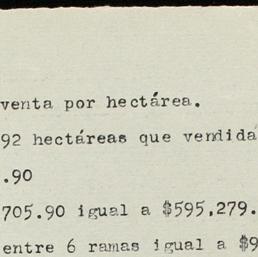 venta por hectárea.
92 hectáreas que vendida
.90
705.90 igual a $595,279.
entre 6 ramas igual a $9